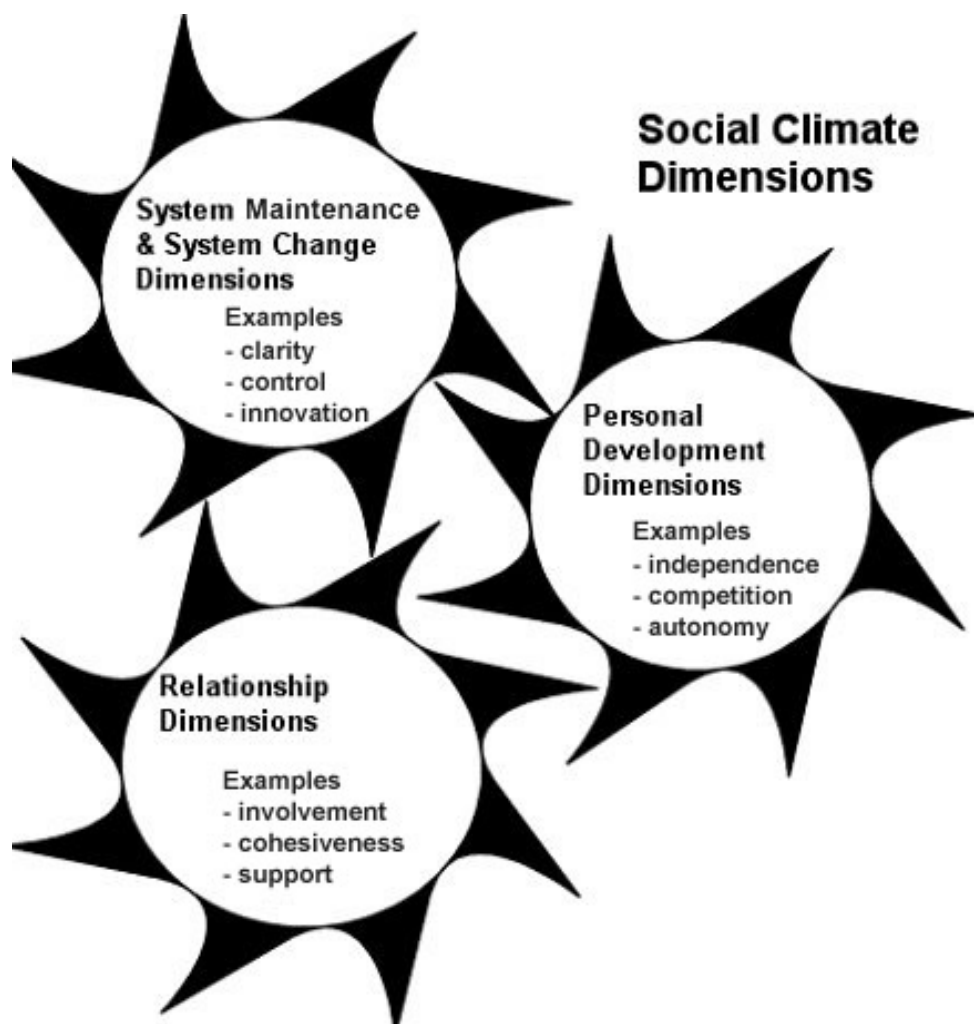 Social Climate
Dimensions
System Maintenance
& System Change
Dimensions
Examples
- clarity
- control
- innovation
Personal
Development
Dimensions
Examples
- independence
- competition
- autonomy
Relationship
Dimensions
Examples
- involvement
- cohesiveness
- support